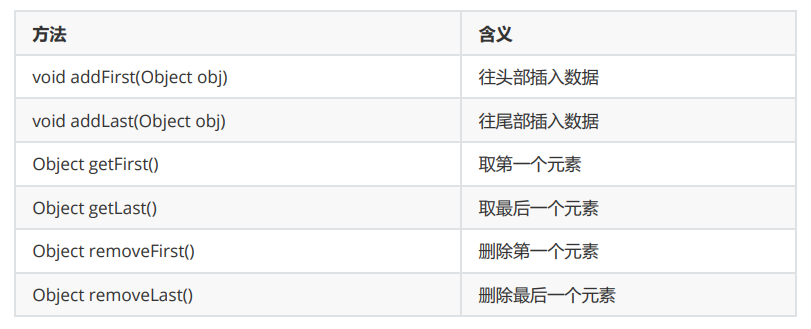 方法 含义
void addFirst(Object obj) 往头部插入数据
void addLast(Object obj) 往尾部插入数据
Object getFirst() 取第一个元素
Object getLast() 取最后一个元素
Object removeFirst() 删除第一个元素
Object removeLast() 删除最后一个元素